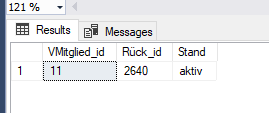 121 %
Results Messages
VMitglied_id Rück_id Stand
1 11 2640 aktiv